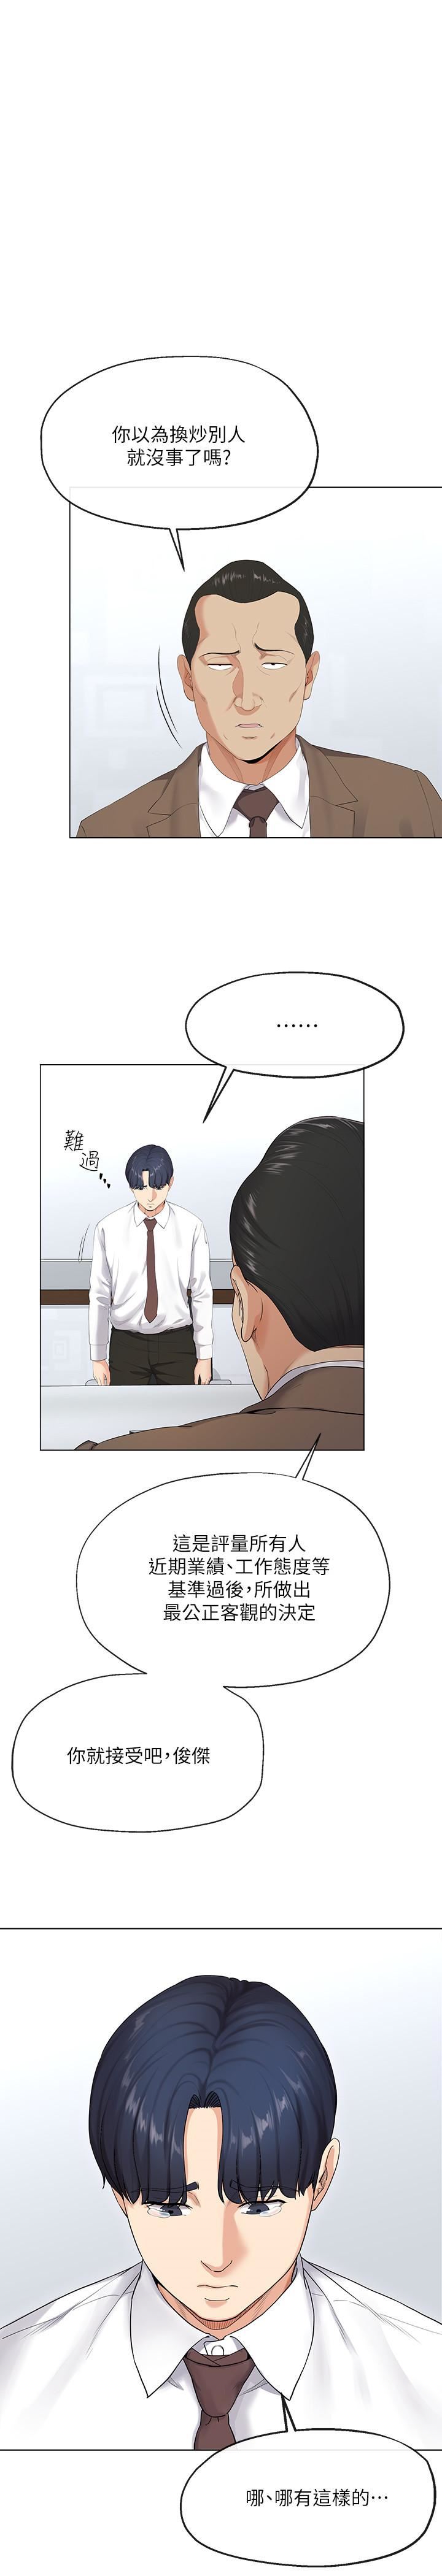 你以為換炒別人
就沒事了嗎?
⋯⋯
難過⋯
這是評量所有人
近期業績、工作態度等
基準過後,所做出
最公正客觀的決定
你就接受吧,俊傑
哪、哪有這樣的⋯